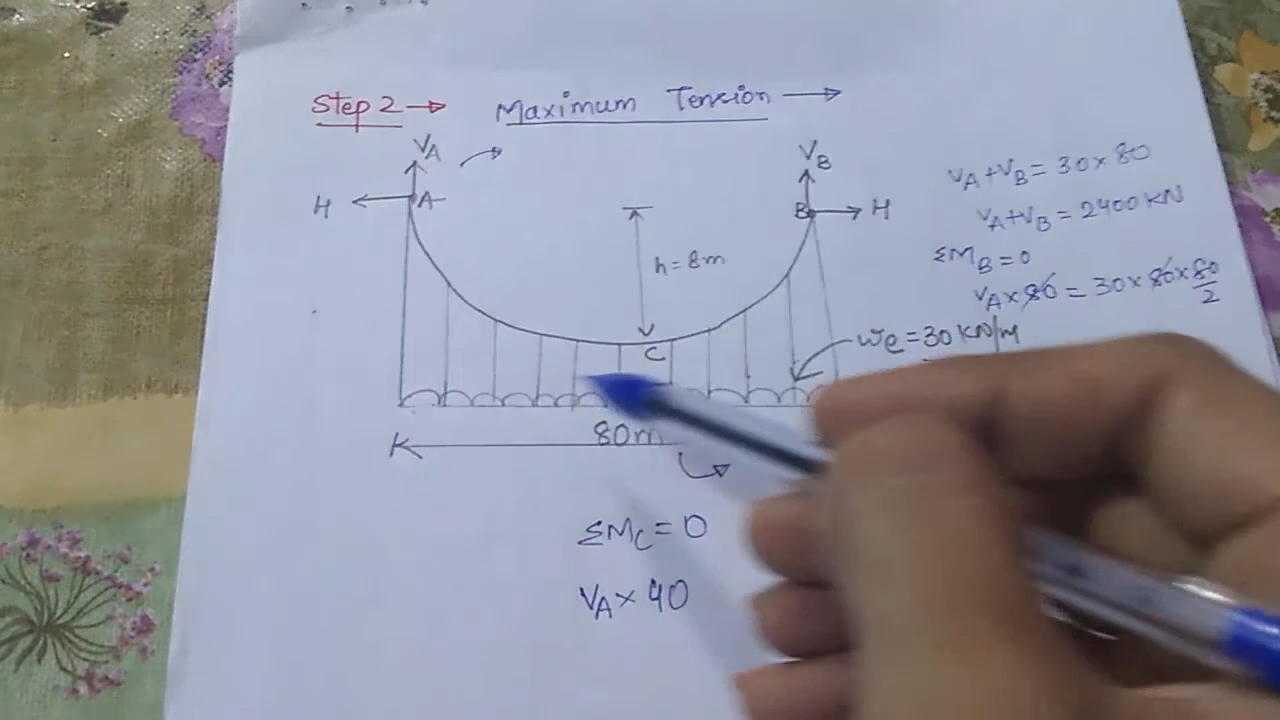 Step 2 → Maximum Tension →
VA
VB
H
A
B
H
h = 8m
C
VA+VB = 30×80
VA+VB = 2400 KN
ΣMB = 0
VA×80 = 30×80×80/2
we = 30 KN/m
80m
ΣMC = 0
VA × 40